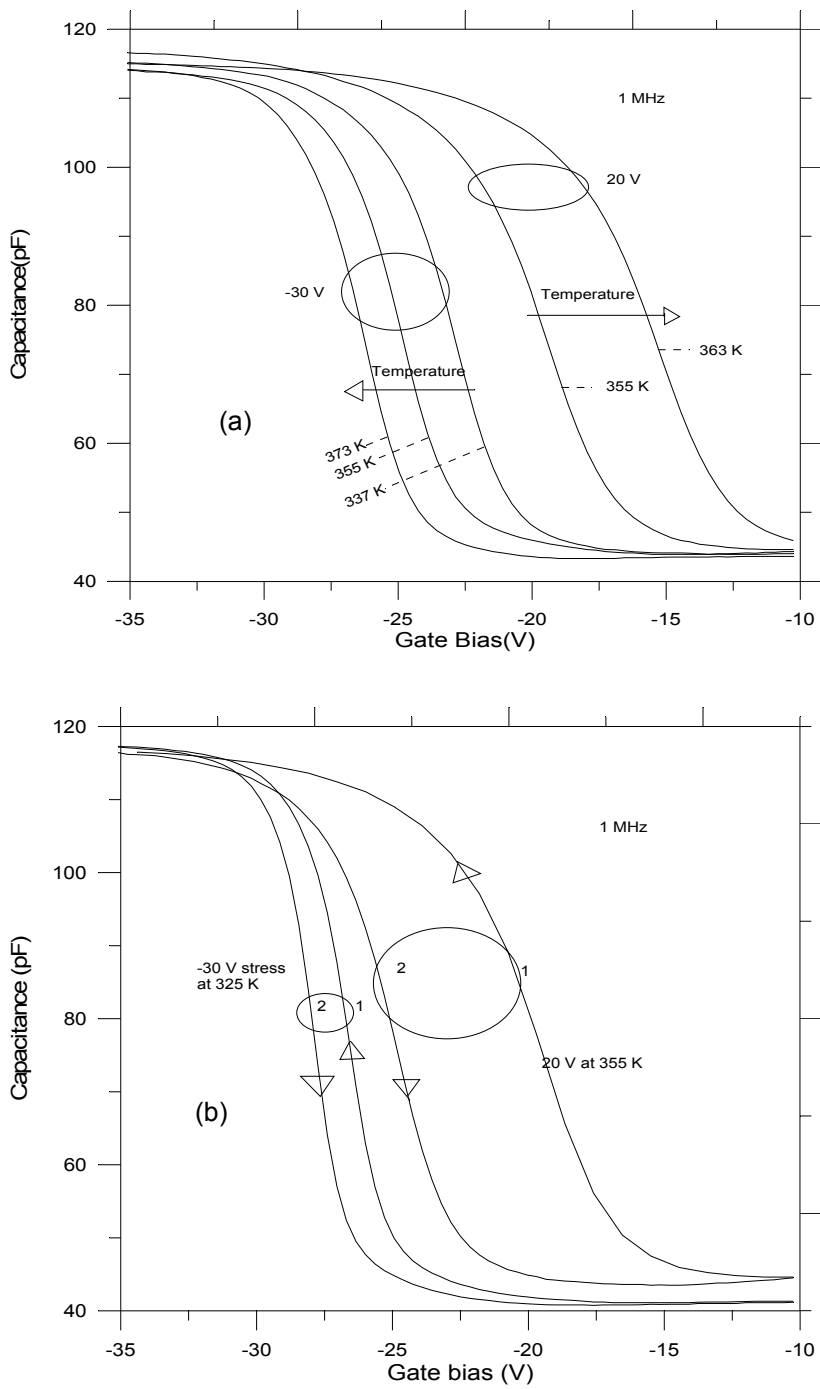 120
100
80
60
40
Capacitance(pF)
1 MHz
20 V
-30 V
Temperature
Temperature
363 K
355 K
373 K
355 K
337 K
(a)
-35
-30
-25
-20
-15
-10
Gate Bias(V)
120
100
80
60
40
Capacitance (pF)
1 MHz
-30 V stress
at 325 K
2
1
2
1
20 V at 355 K
(b)
-35
-30
-25
-20
-15
-10
Gate bias (V)